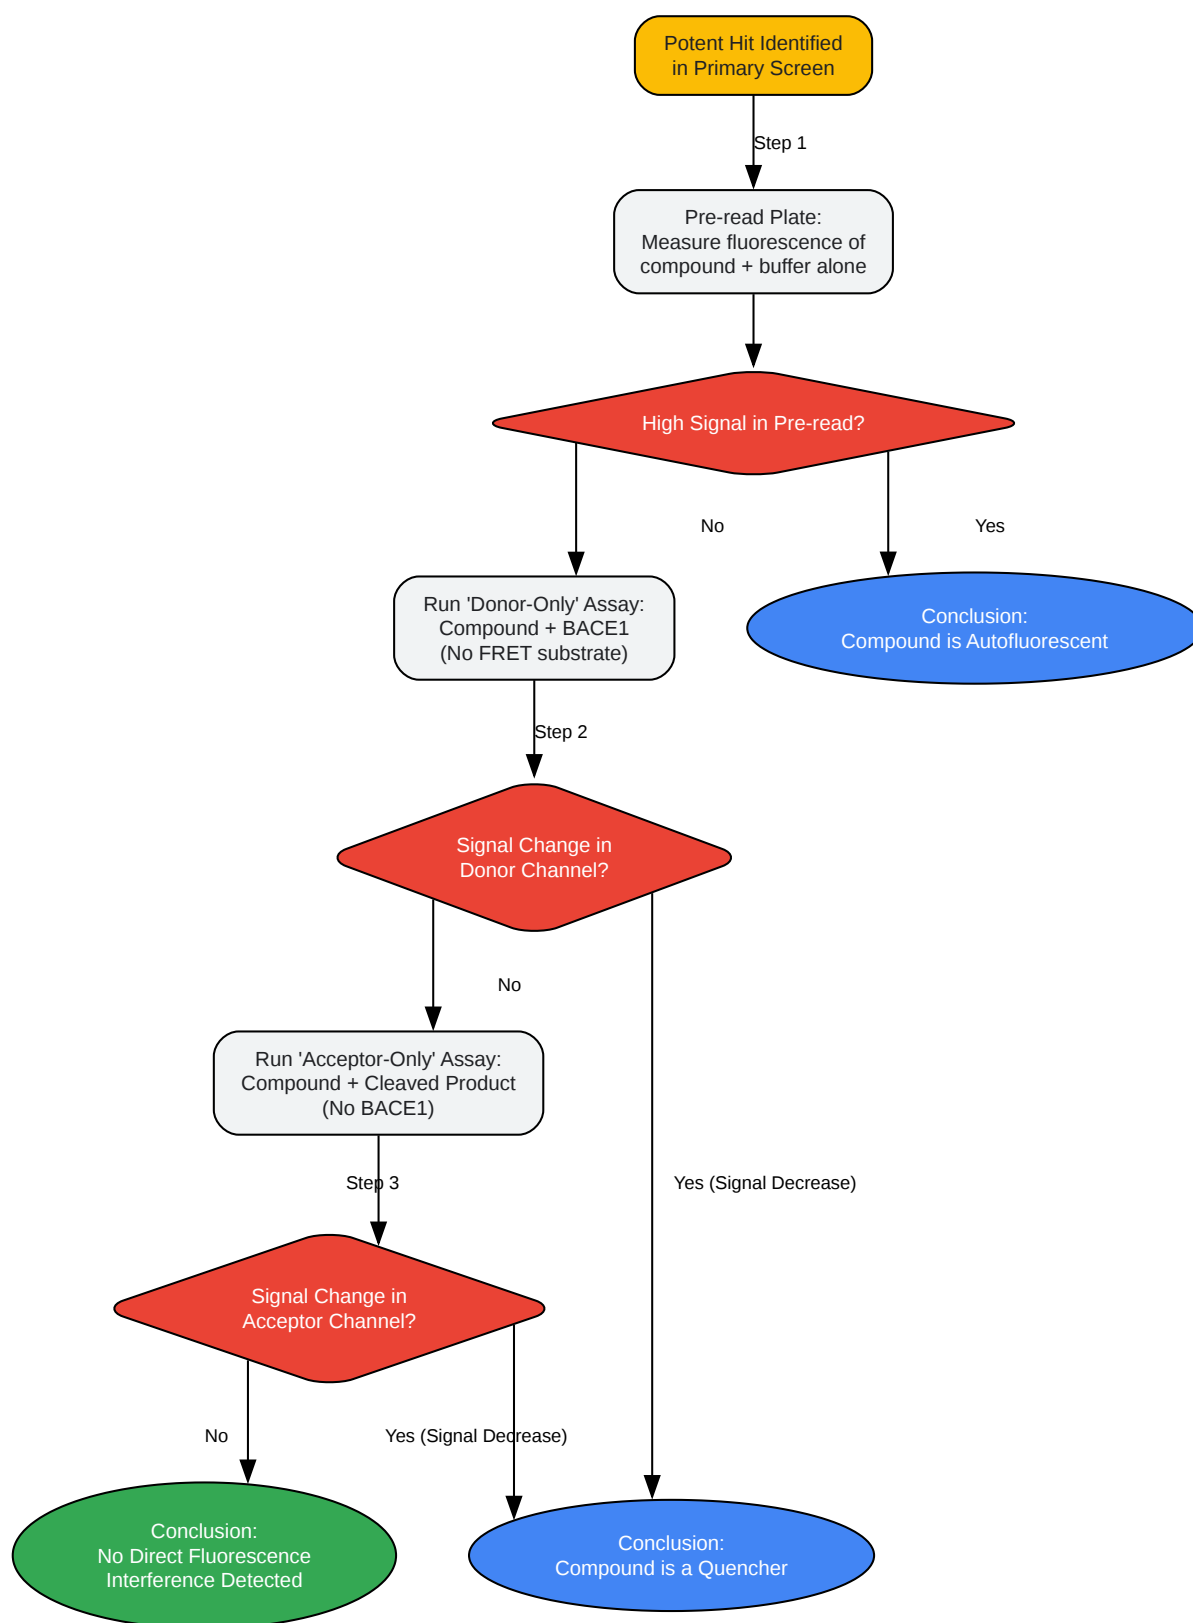 Potent Hit Identified
in Primary Screen
Step 1
Pre-read Plate:
Measure fluorescence of
compound + buffer alone
High Signal in Pre-read?
No
Yes
Run 'Donor-Only' Assay:
Compound + BACE1
(No FRET substrate)
Conclusion:
Compound is Autofluorescent
Step 2
Signal Change in
Donor Channel?
No
Run 'Acceptor-Only' Assay:
Compound + Cleaved Product
(No BACE1)
Step 3
Yes (Signal Decrease)
Signal Change in
Acceptor Channel?
No
Yes (Signal Decrease)
Conclusion:
No Direct Fluorescence
Interference Detected
Conclusion:
Compound is a Quencher